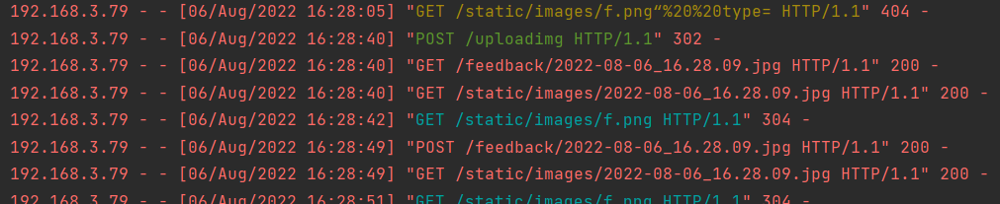 192.168.3.79 - - [06/Aug/2022 16:28:05] "GET /static/images/f.png“%20%20type= HTTP/1.1" 404 -
192.168.3.79 - - [06/Aug/2022 16:28:40] "POST /uploadimg HTTP/1.1" 302 -
192.168.3.79 - - [06/Aug/2022 16:28:40] "GET /feedback/2022-08-06_16.28.09.jpg HTTP/1.1" 200 -
192.168.3.79 - - [06/Aug/2022 16:28:40] "GET /static/images/2022-08-06_16.28.09.jpg HTTP/1.1" 200 -
192.168.3.79 - - [06/Aug/2022 16:28:42] "GET /static/images/f.png HTTP/1.1" 304 -
192.168.3.79 - - [06/Aug/2022 16:28:49] "POST /feedback/2022-08-06_16.28.09.jpg HTTP/1.1" 200 -
192.168.3.79 - - [06/Aug/2022 16:28:49] "GET /static/images/2022-08-06_16.28.09.jpg HTTP/1.1" 200 -
192.168.3.79 - - [06/Aug/2022 16:28:51] "GET /static/images/f.png HTTP/1.1" 304 -